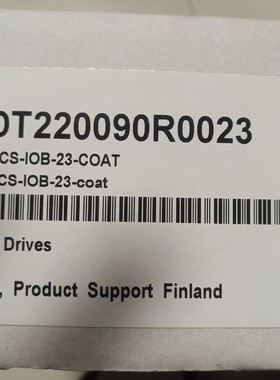 DT220090R0023
CS-IOB-23-COAT
CS-IOB-23-coat
Drives
, Product Support Finland